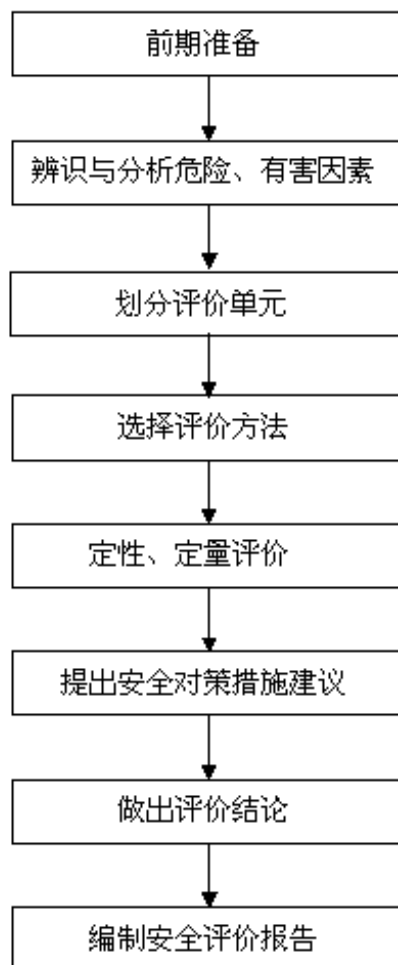 前期准备
辨识与分析危险、有害因素
划分评价单元
选择评价方法
定性、定量评价
提出安全对策措施建议
做出评价结论
编制安全评价报告